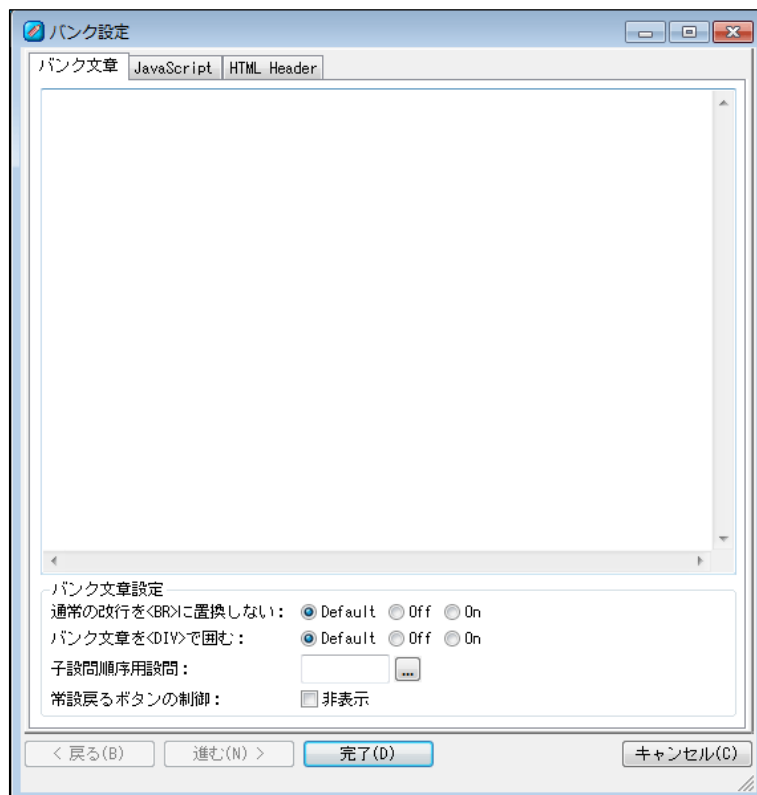 バンク設定
バンク文章 JavaScript HTML Header
バンク文章設定
通常の改行を<BR>に置換しない: Default Off On
バンク文章を<DIV>で囲む: Default Off On
子設問順序用設問: ...
常設戻るボタンの制御: 非表示
< 戻る(B) 進む(N) > 完了(D) キャンセル(C)